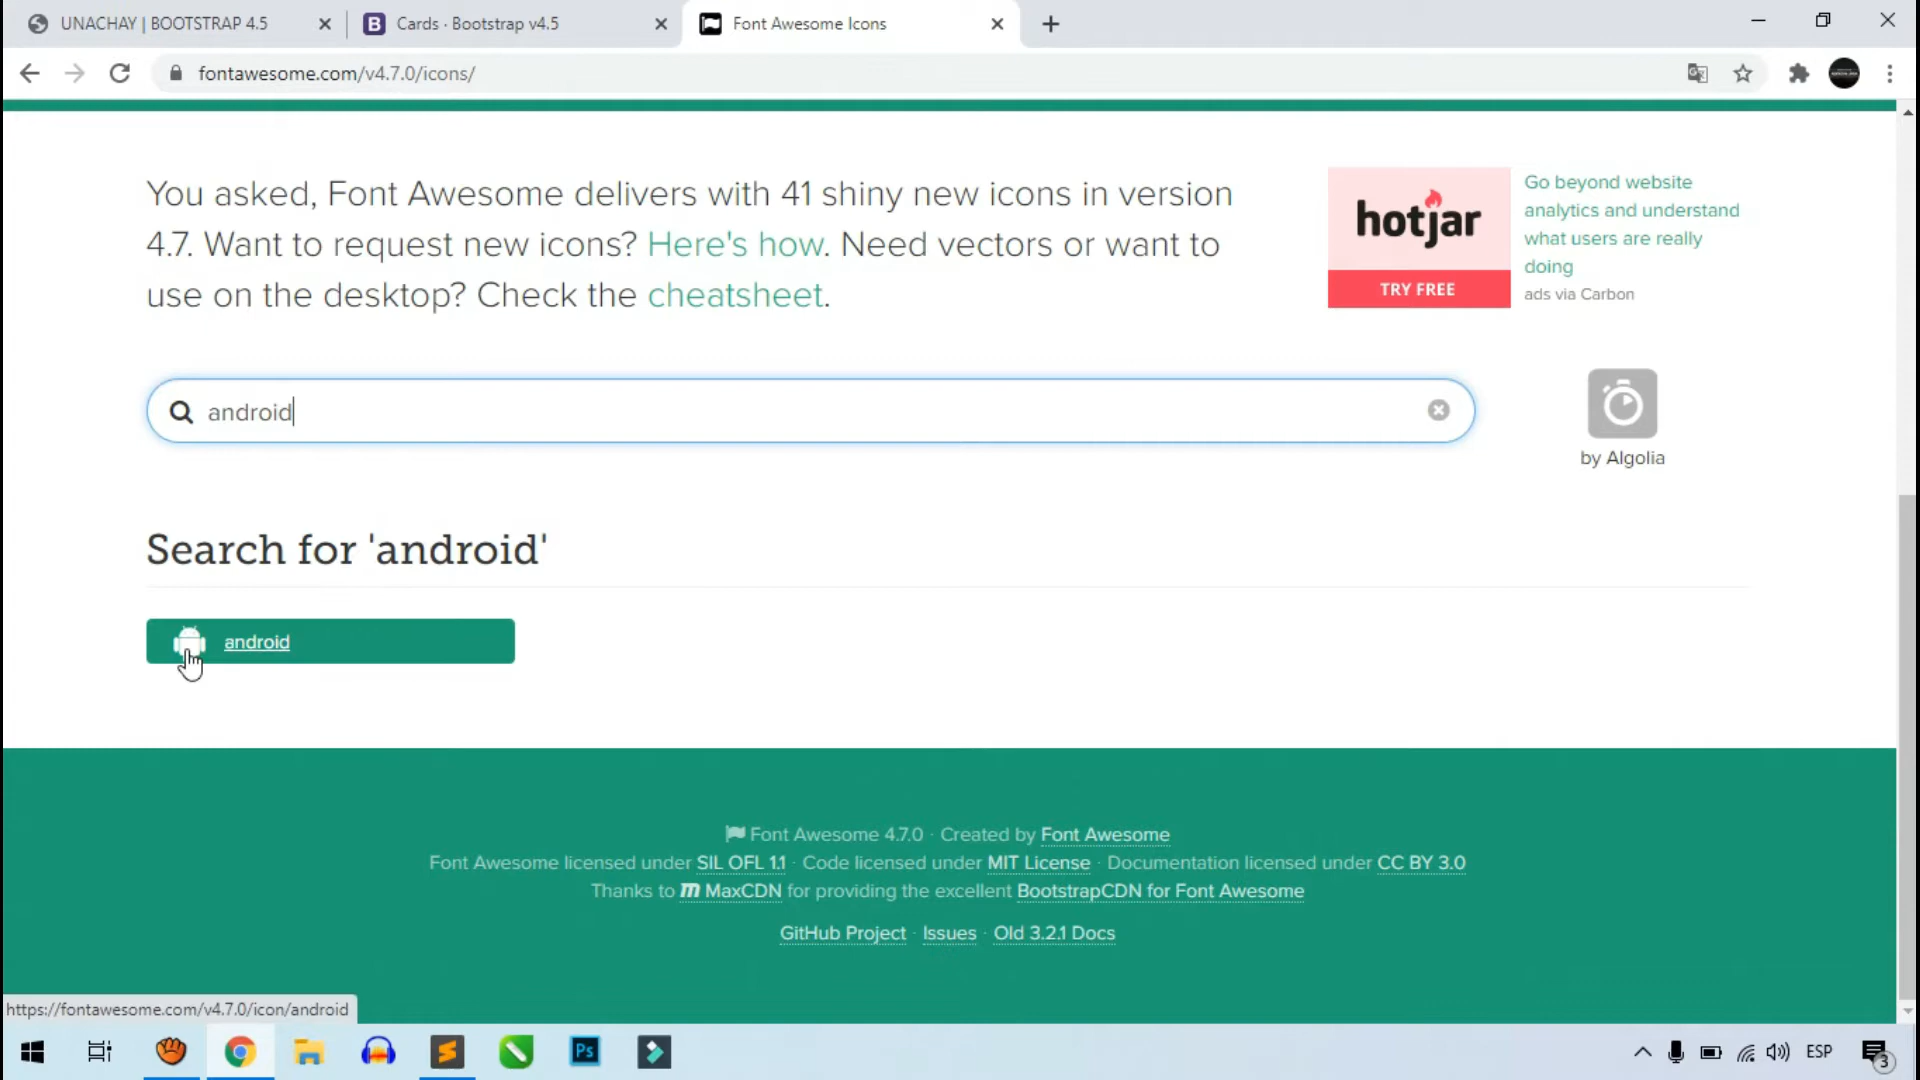 UNACHAY | BOOTSTRAP 4.5
Cards · Bootstrap v4.5
Font Awesome Icons
fontawesome.com/v4.7.0/icons/
You asked, Font Awesome delivers with 41 shiny new icons in version
4.7. Want to request new icons? Here's how. Need vectors or want to
use on the desktop? Check the cheatsheet.
hotjar
TRY FREE
Go beyond website
analytics and understand
what users are really
doing
ads via Carbon
android
by Algolia
Search for 'android'
android
Font Awesome 4.7.0 · Created by Font Awesome
Font Awesome licensed under SIL OFL 1.1 · Code licensed under MIT License · Documentation licensed under CC BY 3.0
Thanks to MaxCDN for providing the excellent BootstrapCDN for Font Awesome
GitHub Project · Issues · Old 3.2.1 Docs
https://fontawesome.com/v4.7.0/icon/android
Ps
ESP
3